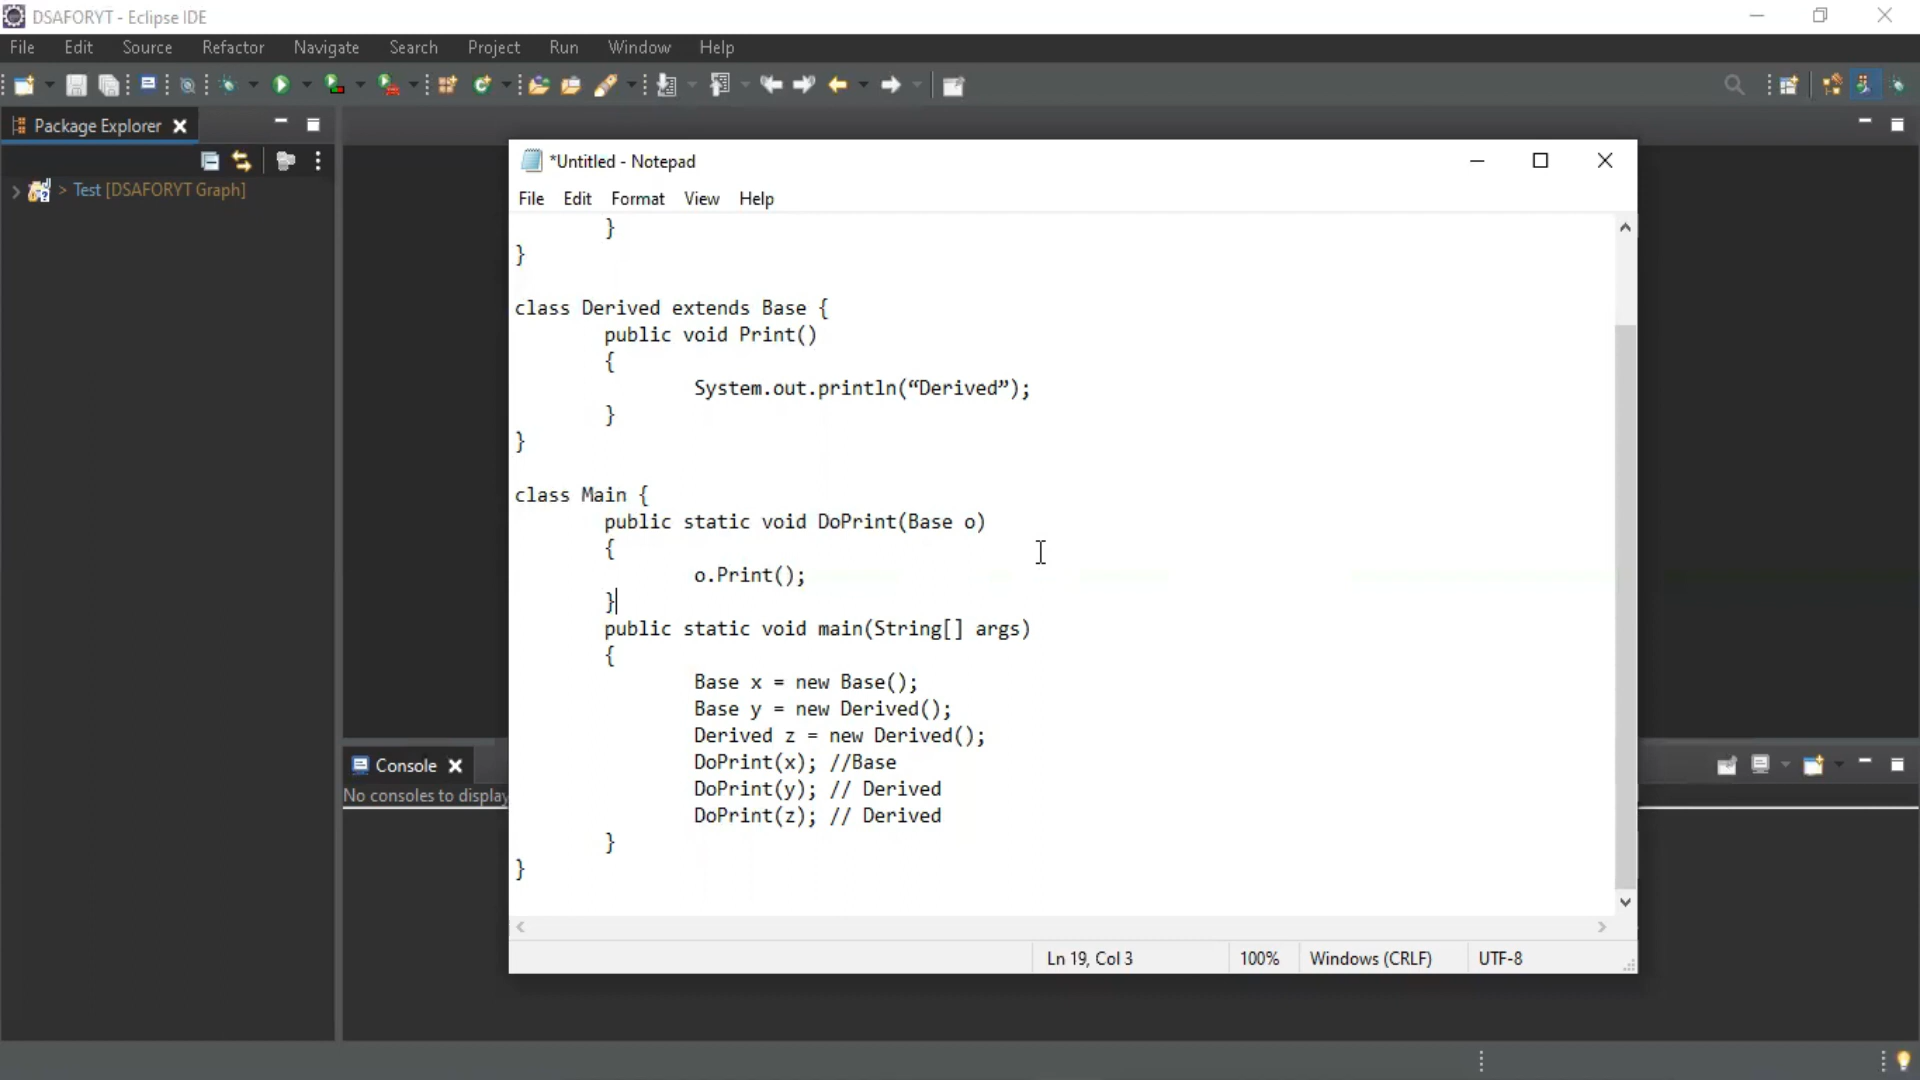 DSAFORYT - Eclipse IDE
File Edit Source Refactor Navigate Search Project Run Window Help
Package Explorer
> Test [DSAFORYT Graph]
*Untitled - Notepad
File Edit Format View Help
}
}
class Derived extends Base {
public void Print()
{
System.out.println(“Derived”);
}
}
class Main {
public static void DoPrint(Base o)
{
o.Print();
}
public static void main(String[] args)
{
Base x = new Base();
Base y = new Derived();
Derived z = new Derived();
DoPrint(x); //Base
DoPrint(y); // Derived
DoPrint(z); // Derived
}
}
Ln 19, Col 3 100% Windows (CRLF) UTF-8
Console
No consoles to display